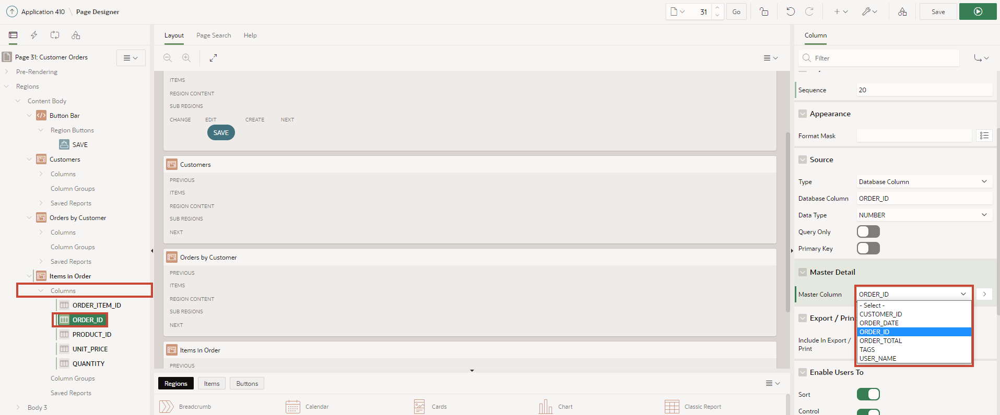 Application 410
Page Designer
31
Go
Save
Page 31: Customer Orders
Pre-Rendering
Regions
Content Body
Button Bar
Region Buttons
SAVE
Customers
Columns
Column Groups
Saved Reports
Orders by Customer
Columns
Column Groups
Saved Reports
Items in Order
Columns
ORDER_ITEM_ID
ORDER_ID
PRODUCT_ID
UNIT_PRICE
QUANTITY
Column Groups
Saved Reports
Body 3
Layout
Page Search
Help
ITEMS
REGION CONTENT
SUB REGIONS
CHANGE EDIT CREATE NEXT
SAVE
Customers
PREVIOUS
ITEMS
REGION CONTENT
SUB REGIONS
NEXT
Orders by Customer
PREVIOUS
ITEMS
REGION CONTENT
SUB REGIONS
NEXT
Items in Order
PREVIOUS
Regions Items Buttons
Breadcrumb Calendar Cards Chart Classic Report
Column
Filter
Sequence 20
Appearance
Format Mask
Source
Type Database Column
Database Column ORDER_ID
Data Type NUMBER
Query Only
Primary Key
Master Detail
Master Column ORDER_ID
- Select -
CUSTOMER_ID
ORDER_DATE
ORDER_ID
ORDER_TOTAL
TAGS
USER_NAME
Export / Prin
Include In Export /
Print
Enable Users To
Sort
Control